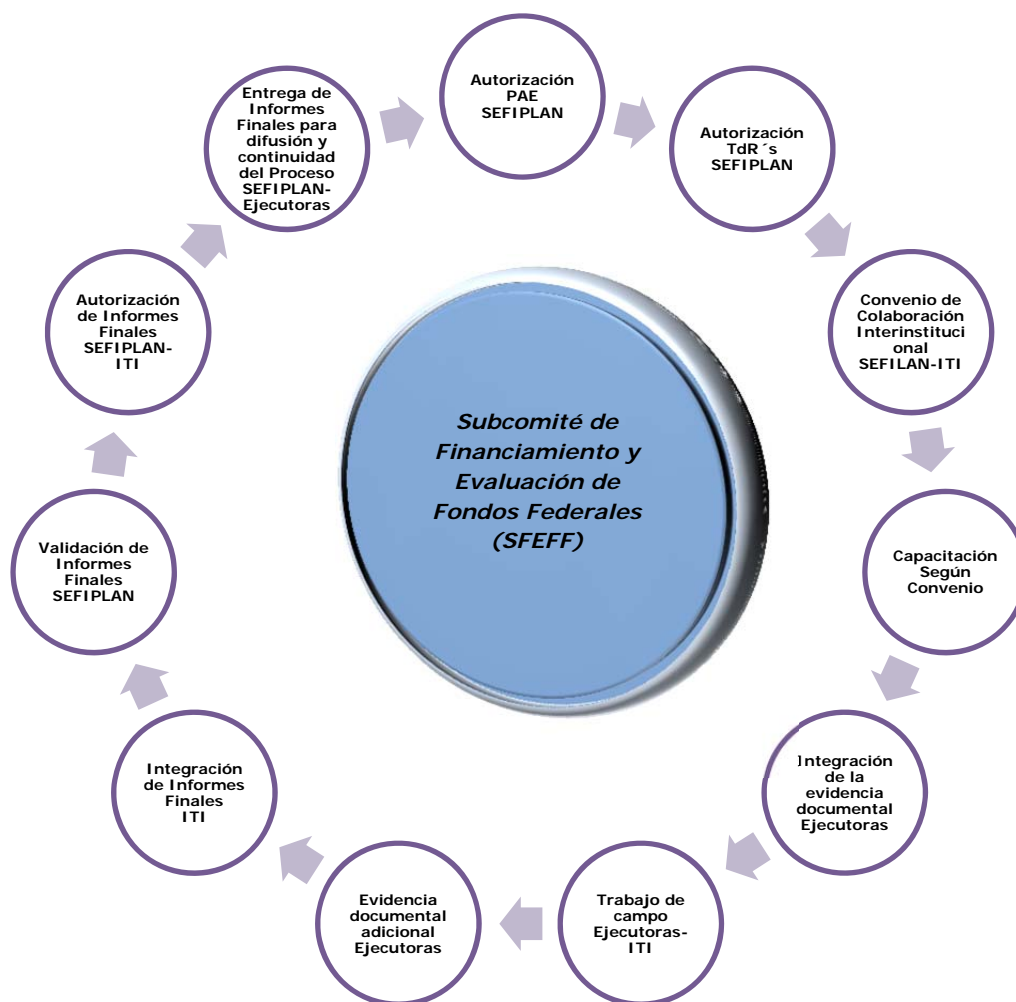 Autorización
PAE
SEFIPLAN
Autorización
TdR´s
SEFIPLAN
Convenio de
Colaboración
Interinstituci
onal
SEFILAN-ITI
Capacitación
Según
Convenio
Integración
de la
evidencia
documental
Ejecutoras
Trabajo de
campo
Ejecutoras-
ITI
Evidencia
documental
adicional
Ejecutoras
Integración
de Informes
Finales
ITI
Validación de
Informes
Finales
SEFIPLAN
Autorización
de Informes
Finales
SEFIPLAN-
ITI
Entrega de
Informes
Finales para
difusión y
continuidad
del Proceso
SEFIPLAN-
Ejecutoras
Subcomité de
Financiamiento y
Evaluación de
Fondos Federales
(SFEFF)